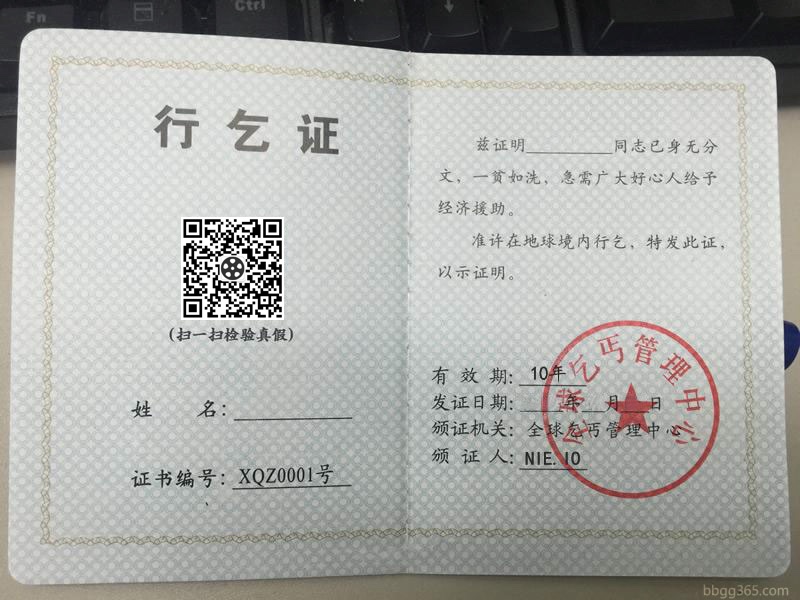 Fn
Ctrl
行乞证
(扫一扫检验真假)
姓 名：
证书编号：XQZ0001号
兹证明__________同志已身无分
文，一贫如洗，急需广大好心人给予
经济援助。
准许在地球境内行乞，特发此证，
以示证明。
有效期：10年
发证日期：____年__月__日
颁证机关：全球乞丐管理中心
颁证人：NIE.IO
全球乞丐管理中心
bbgg365.com